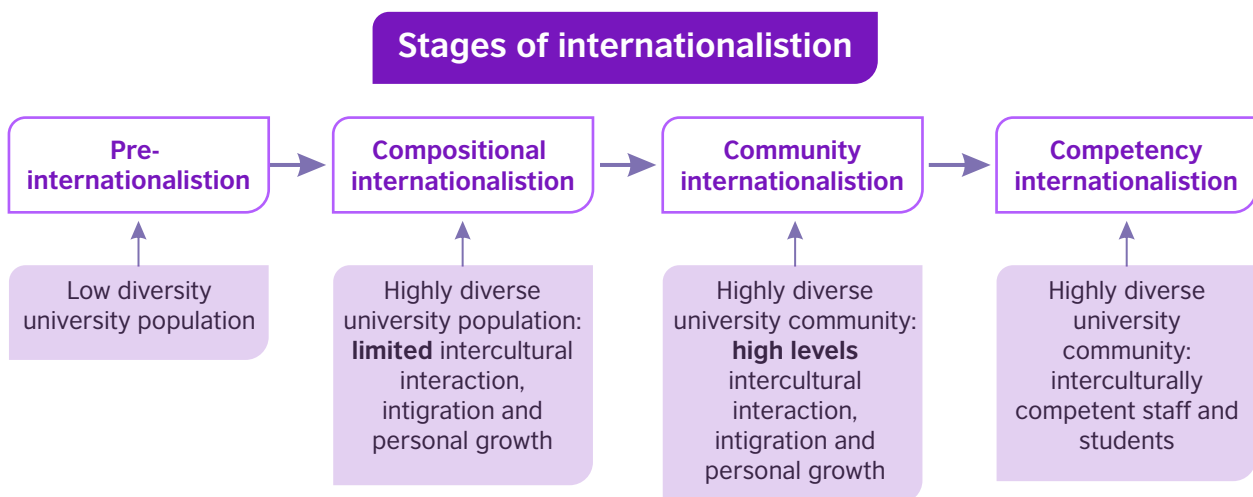 Stages of internationalistion
Pre-
internationalistion
Compositional
internationalistion
Community
internationalistion
Competency
internationalistion
Low diversity
university population
Highly diverse
university population:
limited intercultural
interaction,
intigration and
personal growth
Highly diverse
university community:
high levels
intercultural
interaction,
intigration and
personal growth
Highly diverse
university
community:
interculturally
competent staff and
students